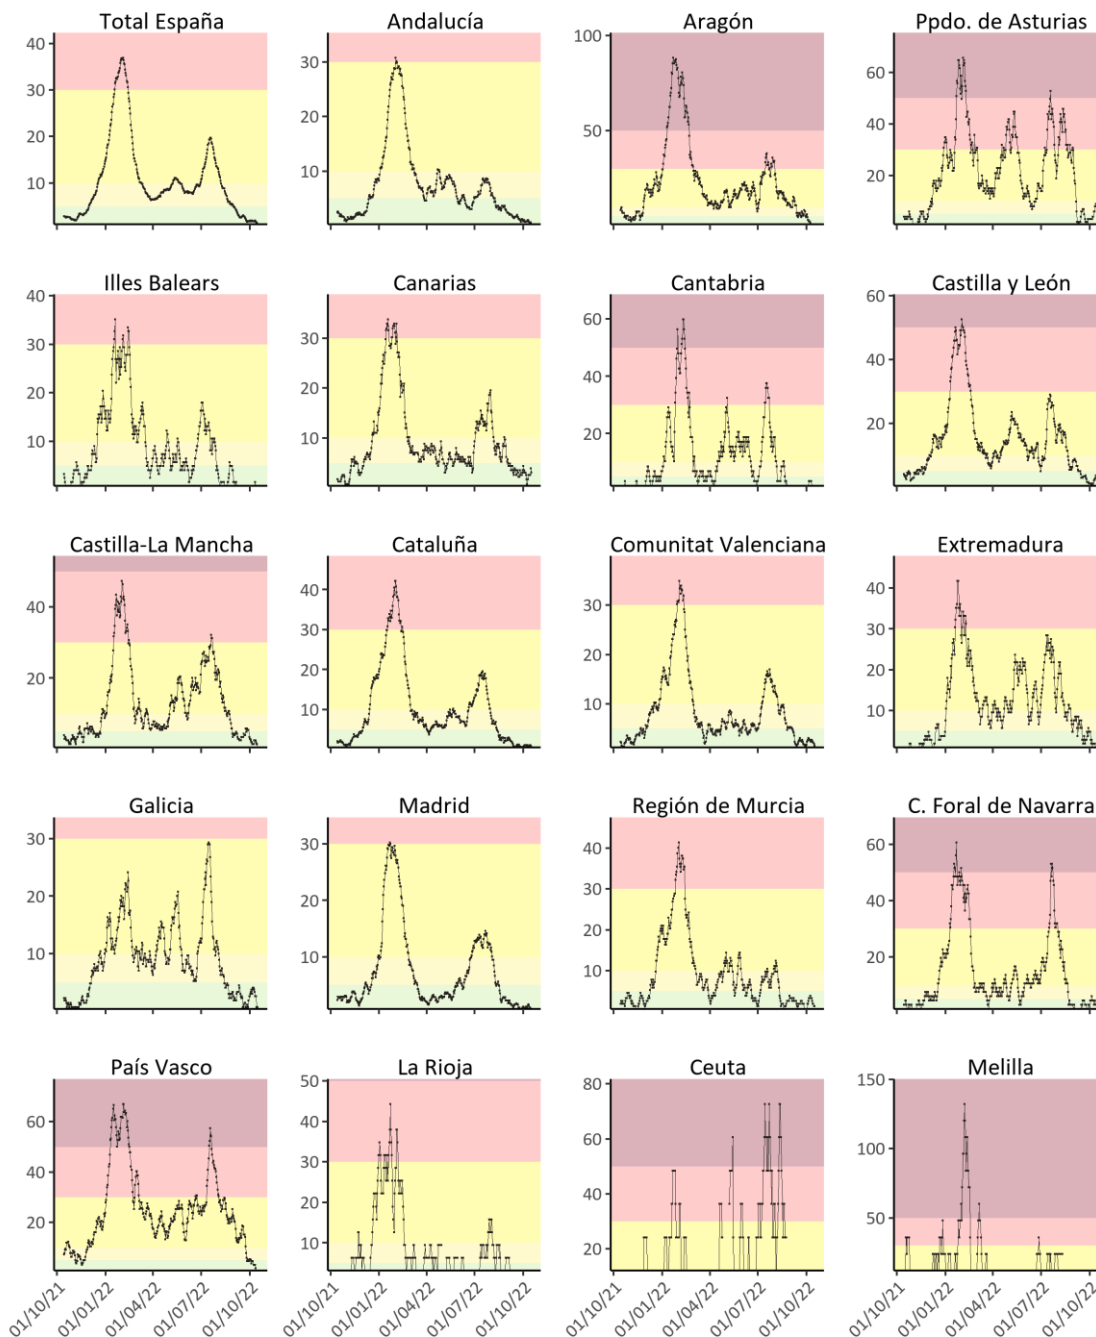 Total España Andalucía Aragón Ppdo. de Asturias
40 30 20 10
30 20 10
100 50
60 40 20
Illes Balears Canarias Cantabria Castilla y León
40 30 20 10
30 20 10
60 40 20
60 40 20
Castilla-La Mancha Cataluña Comunitat Valenciana Extremadura
40 20
40 30 20 10
30 20 10
40 30 20 10
Galicia Madrid Región de Murcia C. Foral de Navarra
30 20 10
30 20 10
40 30 20 10
60 40 20
País Vasco La Rioja Ceuta Melilla
60 40 20
50 40 30 20 10
80 60 40 20
150 100 50
01/10/21 01/01/22 01/04/22 01/07/22 01/10/22
01/10/21 01/01/22 01/04/22 01/07/22 01/10/22
01/10/21 01/01/22 01/04/22 01/07/22 01/10/22
01/10/21 01/01/22 01/04/22 01/07/22 01/10/22